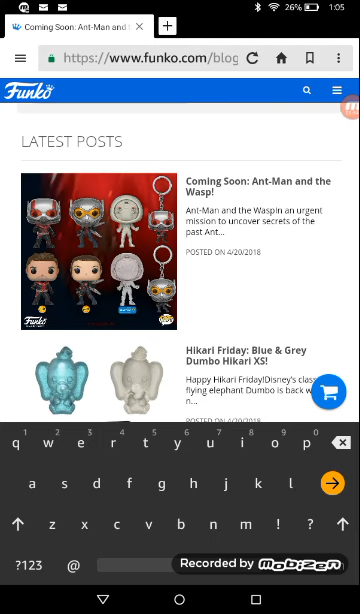 26% 1:05
Coming Soon: Ant-Man and t
https://www.funko.com/blog
Funko
LATEST POSTS
Coming Soon: Ant-Man and the
Wasp!
Ant-Man and the WaspIn an urgent
mission to uncover secrets of the
past Ant...
POSTED ON 4/20/2018
Funko
POP!
Hikari Friday: Blue & Grey
Dumbo Hikari XS!
Happy Hikari Friday!Disney's class
flying elephant Dumbo is back w
n...
POSTED ON 4/20/2018
1 2 3 4 5 6 7 8 9 0
q w e r t y u i o p
a s d f g h j k l
z x c v b n m ! ?
?123 @
Recorded by Mobizen